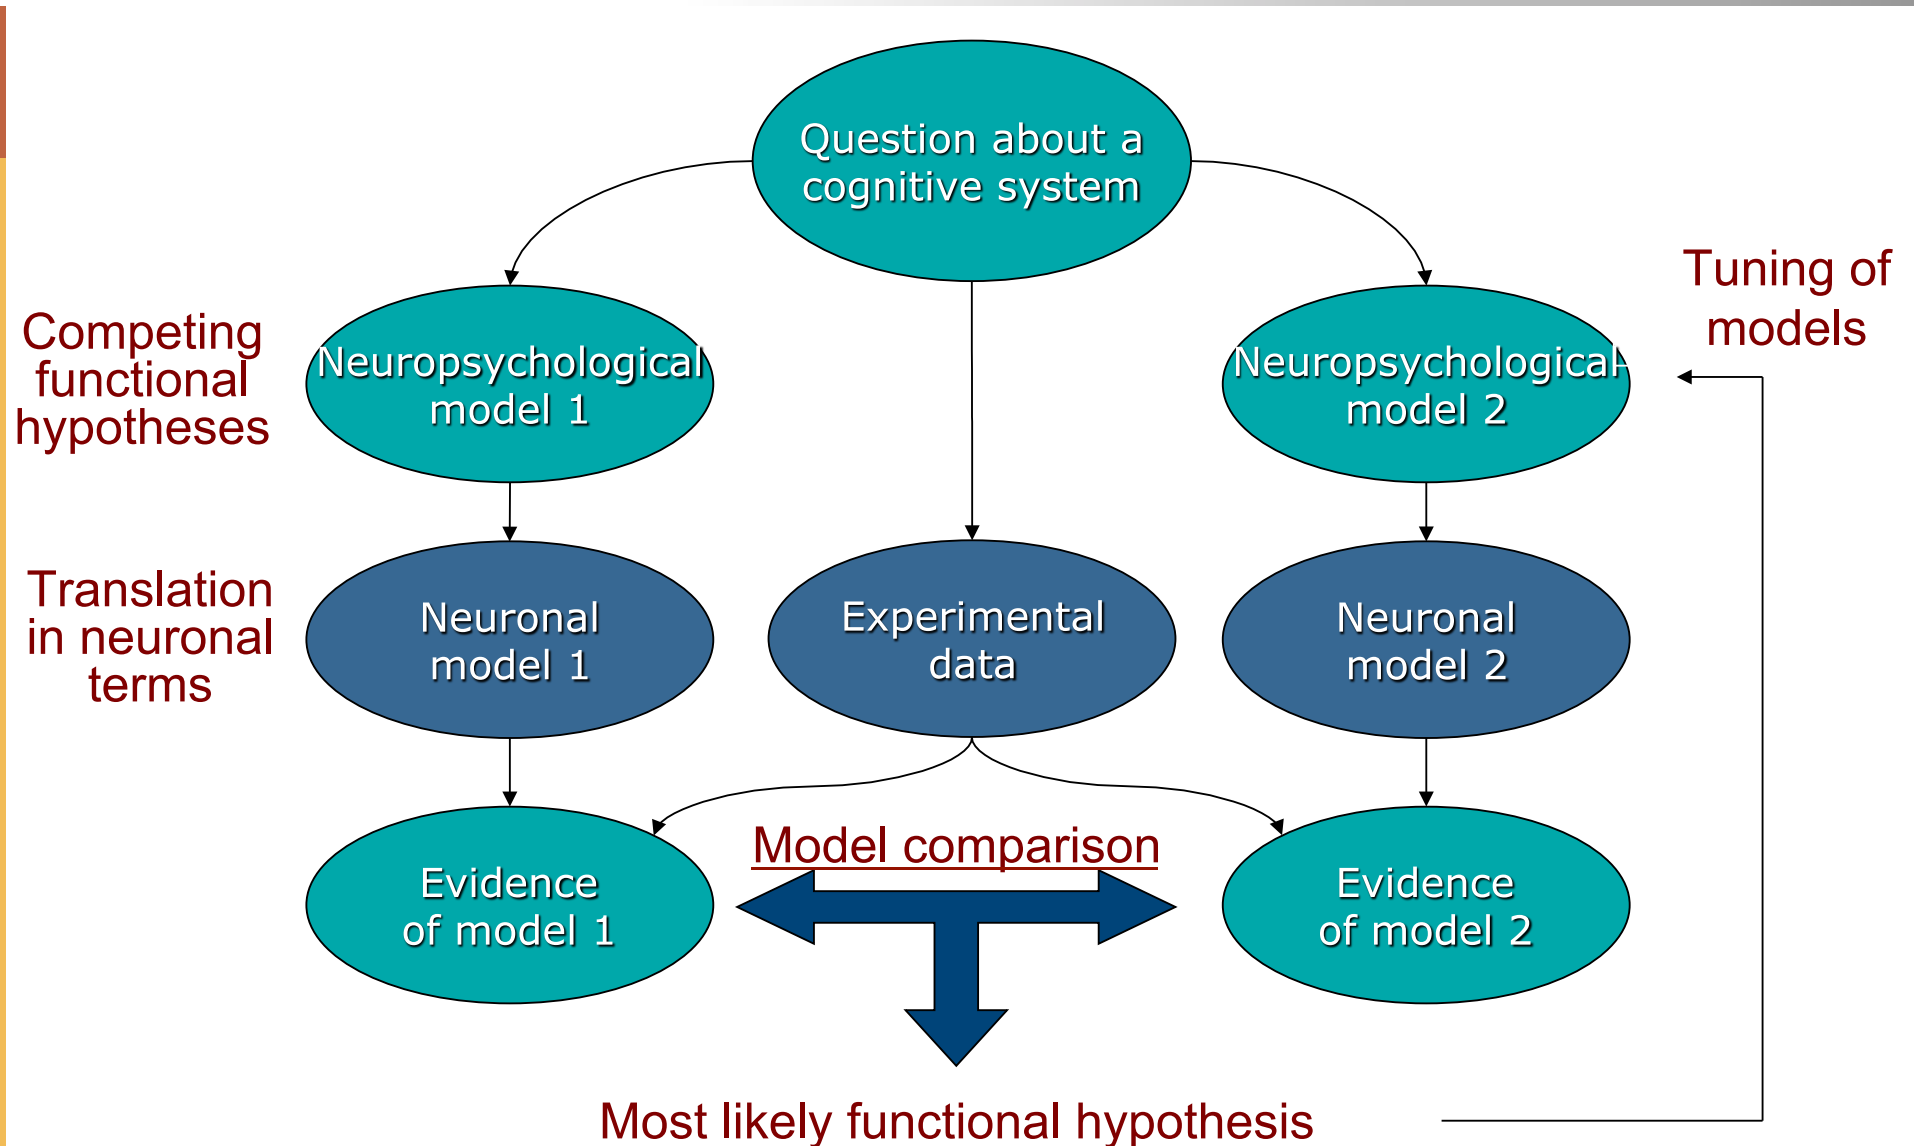 Question about a
cognitive system
Tuning of
models
Competing
functional
hypotheses
Neuropsychological
model 1
Neuropsychological
model 2
Translation
in neuronal
terms
Neuronal
model 1
Experimental
data
Neuronal
model 2
Model comparison
Evidence
of model 1
Evidence
of model 2
Most likely functional hypothesis